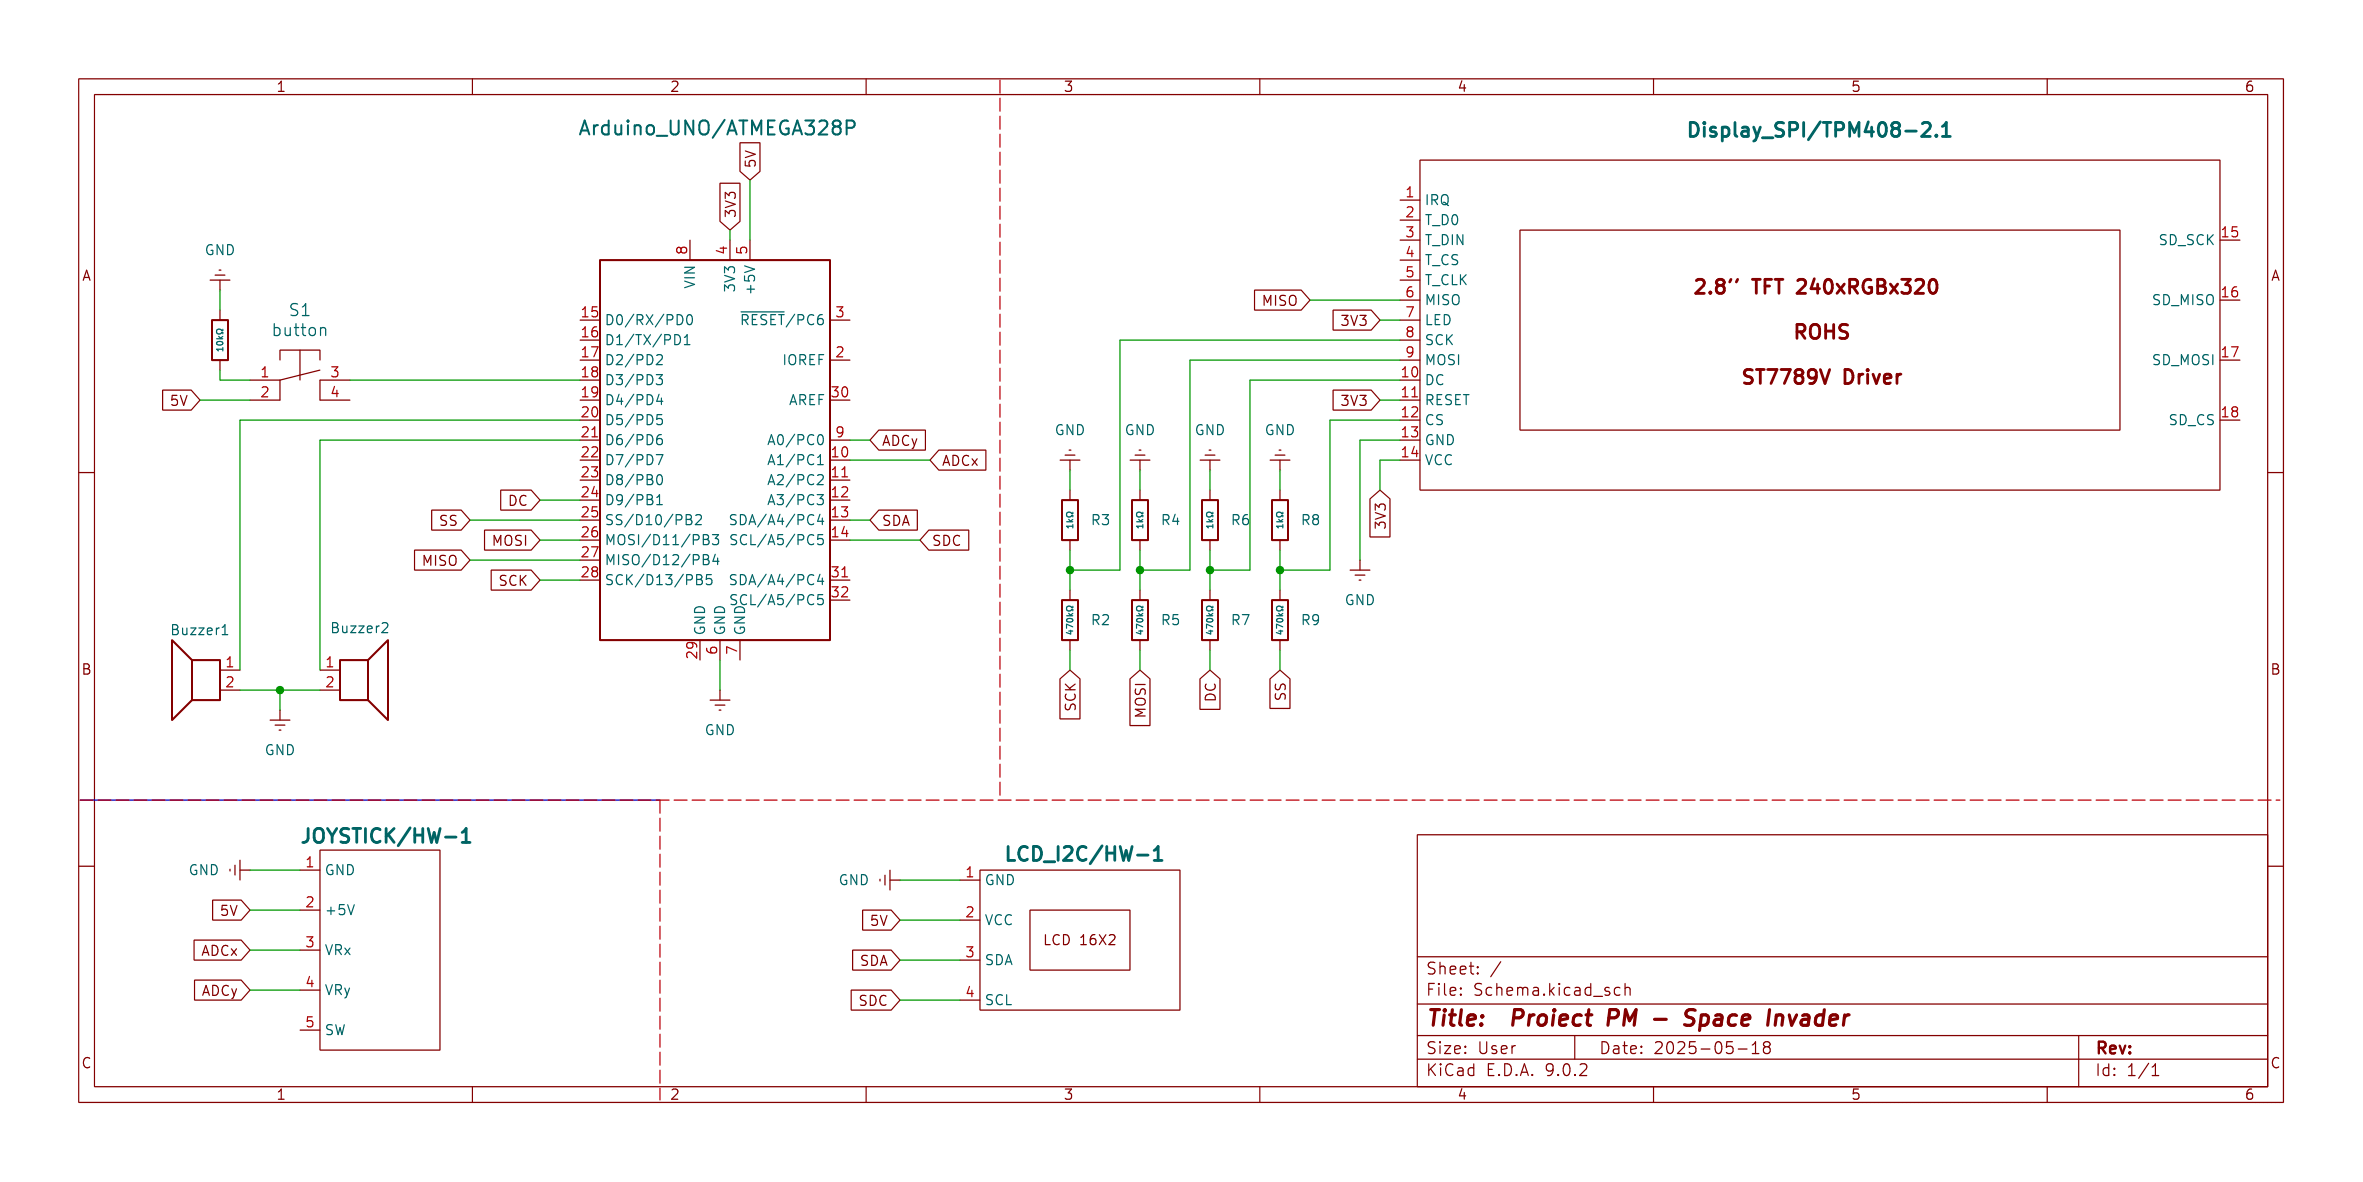 1 2 3 4 5 6
A
B
C
A
B
C
1 2 3 4 5 6
Arduino_UNO/ATMEGA328P
5V
3V3
8 4 5
VIN 3V3 +5V
15 D0/RX/PD0
16 D1/TX/PD1
17 D2/PD2
18 D3/PD3
19 D4/PD4
20 D5/PD5
21 D6/PD6
22 D7/PD7
23 D8/PB0
DC 24 D9/PB1
SS 25 SS/D10/PB2
MOSI 26 MOSI/D11/PB3
MISO 27 MISO/D12/PB4
SCK 28 SCK/D13/PB5
RESET/PC6 3
IOREF 2
AREF 30
A0/PC0 9 ADCy
A1/PC1 10 ADCx
A2/PC2 11
A3/PC3 12
SDA/A4/PC4 13 SDA
SCL/A5/PC5 14 SDC
SDA/A4/PC4 31
SCL/A5/PC5 32
GND GND GND
29 6 7
GND
GND
10kΩ
S1
button
1 3
5V 2 4
Buzzer1
1
2
Buzzer2
1
2
GND
Display_SPI/TPM408-2.1
1 IRQ
2 T_D0
3 T_DIN
4 T_CS
5 T_CLK
MISO 6 MISO
3V3 7 LED
8 SCK
9 MOSI
10 DC
3V3 11 RESET
12 CS
13 GND
14 VCC
2.8'' TFT 240xRGBx320
ROHS
ST7789V Driver
SD_SCK 15
SD_MISO 16
SD_MOSI 17
SD_CS 18
3V3
GND
GND GND GND GND
1kΩ R3 1kΩ R4 1kΩ R6 1kΩ R8
470kΩ R2 470kΩ R5 470kΩ R7 470kΩ R9
SCK MOSI DC SS
JOYSTICK/HW-1
GND 1 GND
5V 2 +5V
ADCx 3 VRx
ADCy 4 VRy
5 SW
LCD_I2C/HW-1
GND 1 GND
5V 2 VCC
SDA 3 SDA
SDC 4 SCL
LCD 16X2
Sheet: /
File: Schema.kicad_sch
Title: Proiect PM - Space Invader
Size: User Date: 2025-05-18 Rev:
KiCad E.D.A. 9.0.2 Id: 1/1